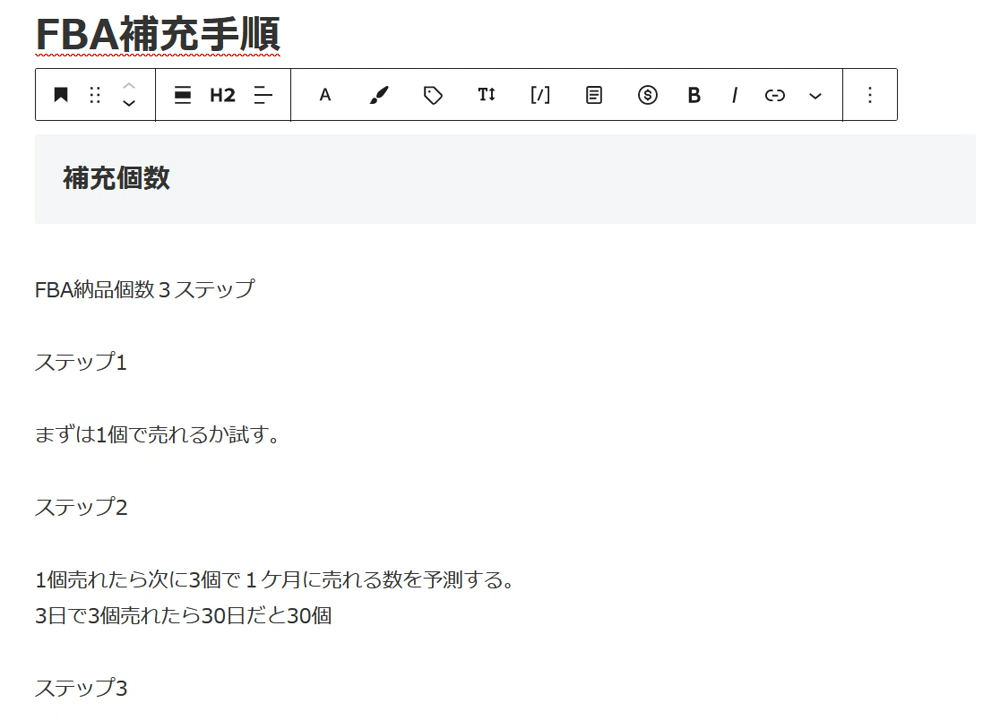 FBA補充手順
H2 A T [/] $ B I
補充個数
FBA納品個数３ステップ
ステップ1
まずは1個で売れるか試す。
ステップ2
1個売れたら次に3個で１ケ月に売れる数を予測する。
3日で3個売れたら30日だと30個
ステップ3